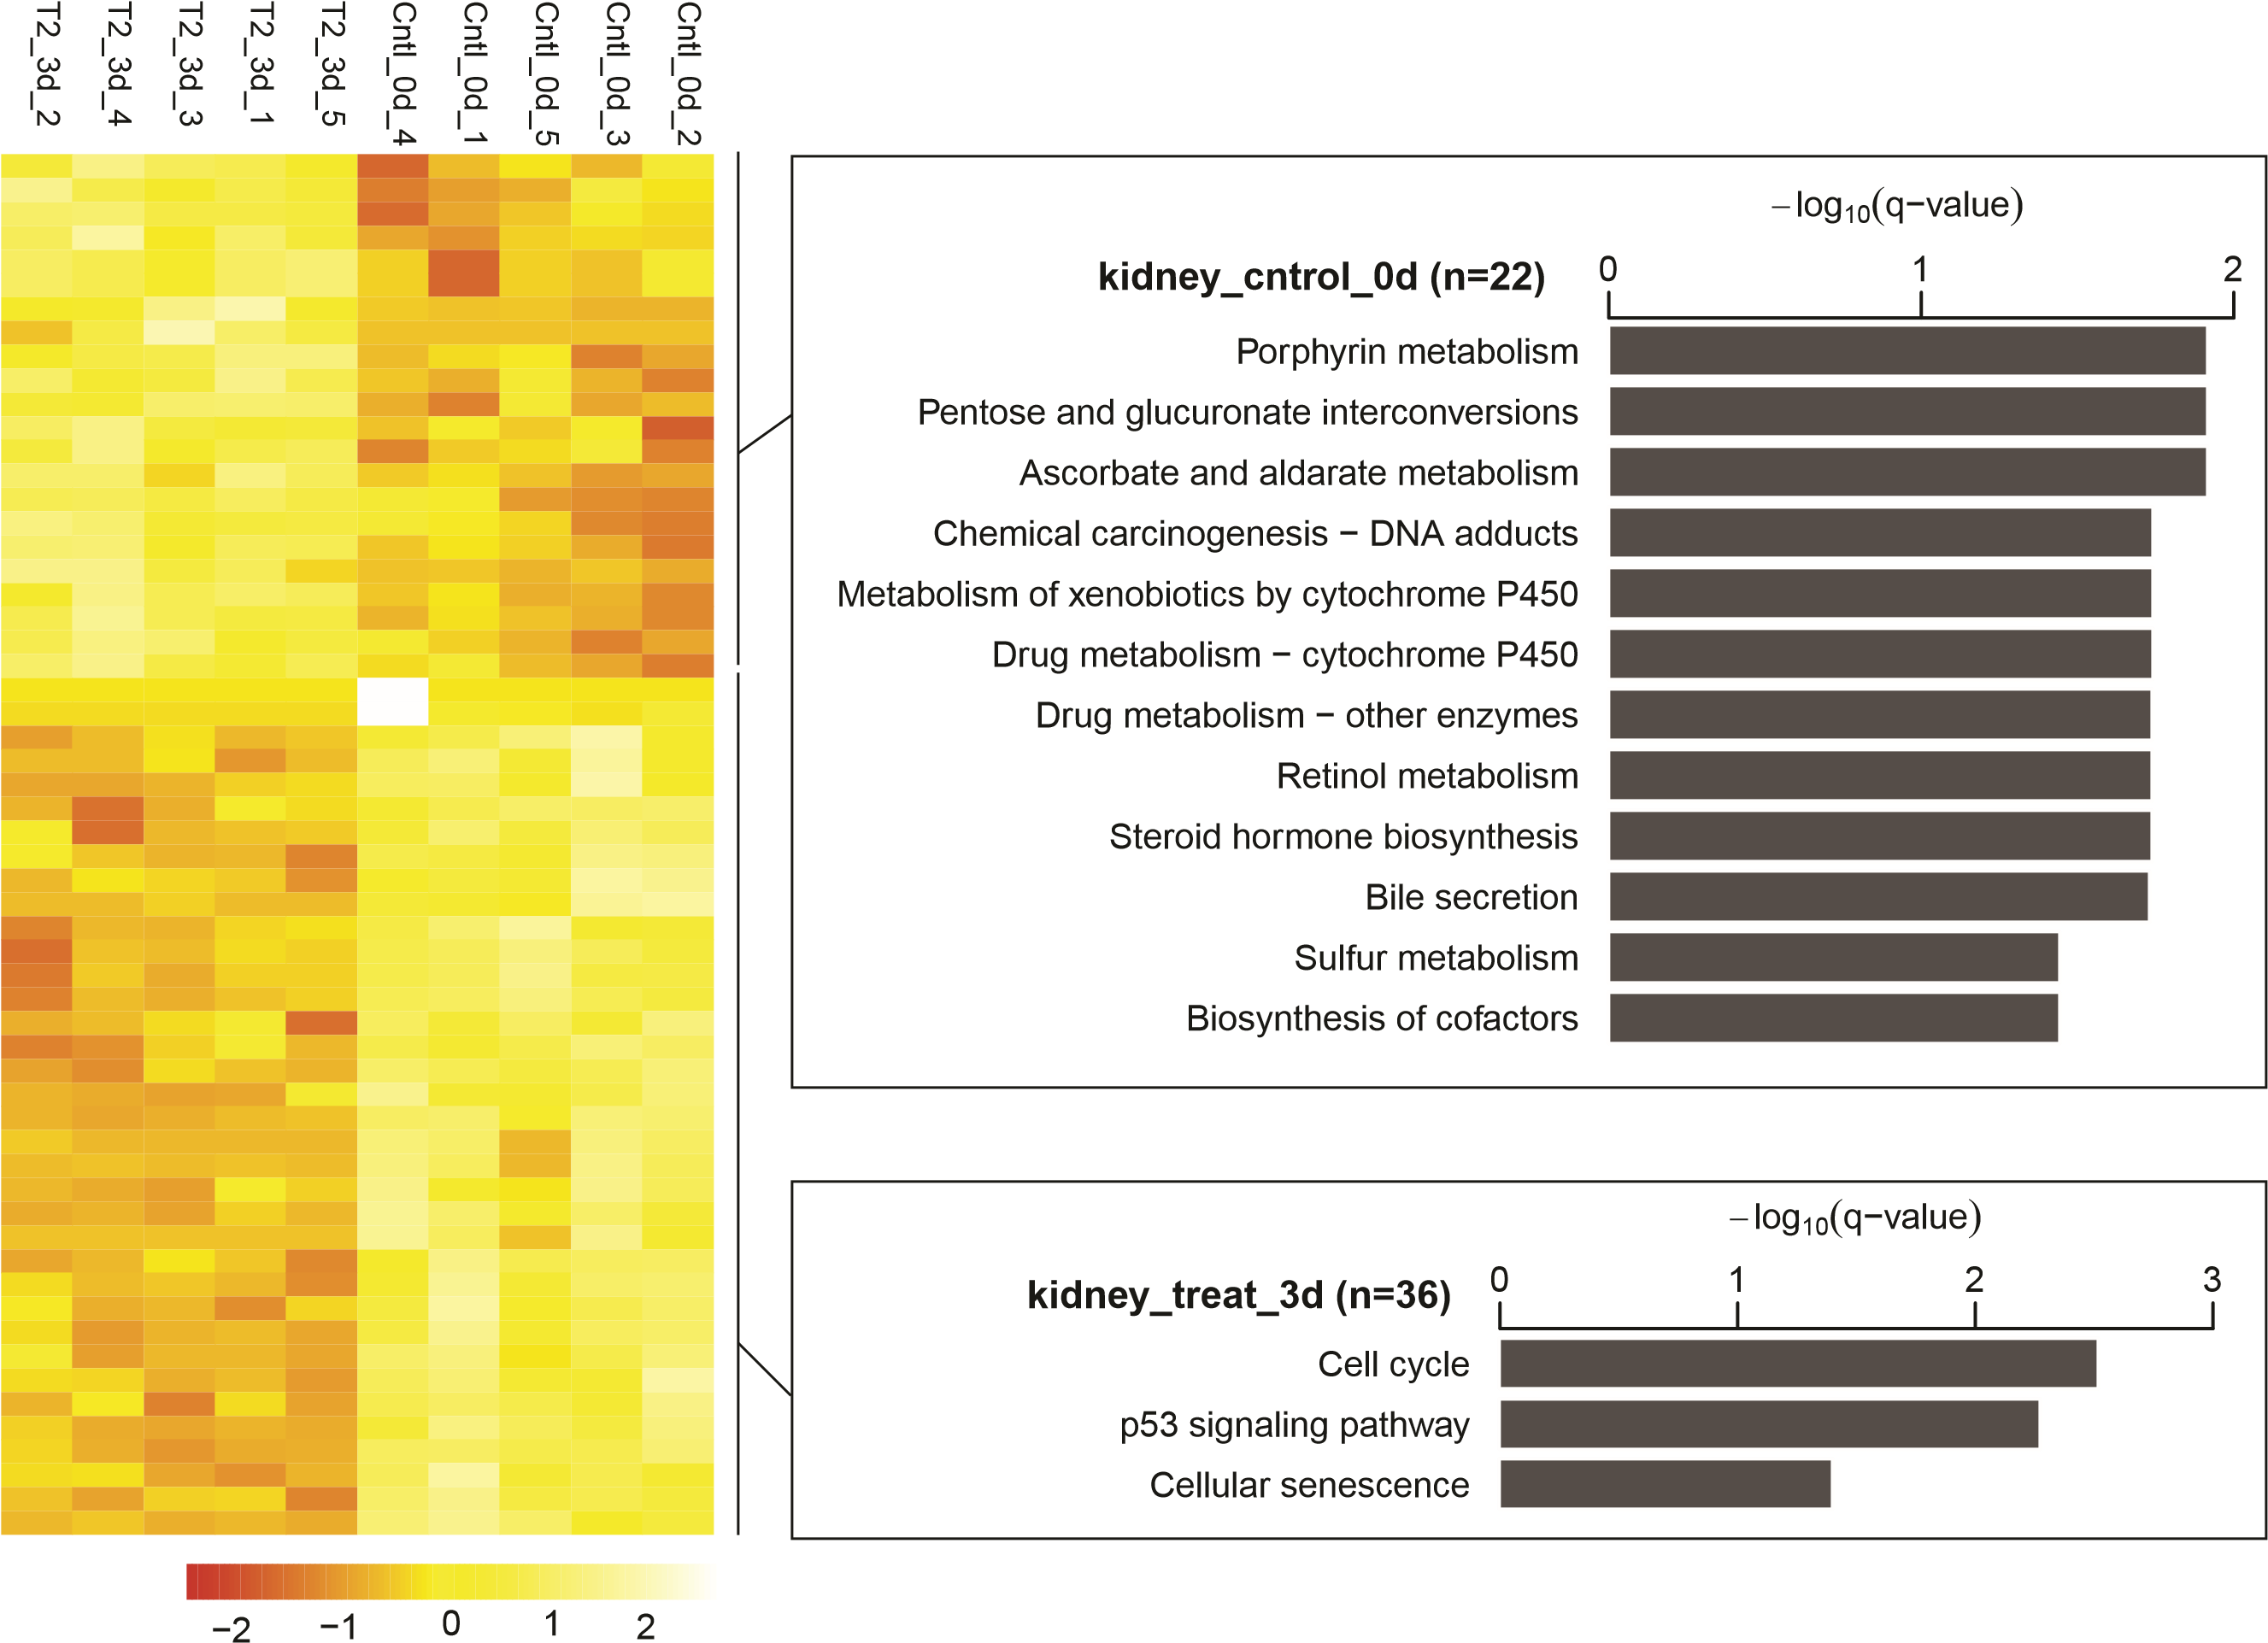 T2_3d_2
T2_3d_4
T2_3d_3
T2_3d_1
T2_3d_5
Cntl_0d_4
Cntl_0d_1
Cntl_0d_5
Cntl_0d_3
Cntl_0d_2
−log10(q−value)
kidney_cntrol_0d (n=22)
0 1 2
Porphyrin metabolism
Pentose and glucuronate interconversions
Ascorbate and aldarate metabolism
Chemical carcinogenesis − DNA adducts
Metabolism of xenobiotics by cytochrome P450
Drug metabolism − cytochrome P450
Drug metabolism − other enzymes
Retinol metabolism
Steroid hormone biosynthesis
Bile secretion
Sulfur metabolism
Biosynthesis of cofactors
−log10(q−value)
kidney_treat_3d (n=36)
0 1 2 3
Cell cycle
p53 signaling pathway
Cellular senescence
−2 −1 0 1 2